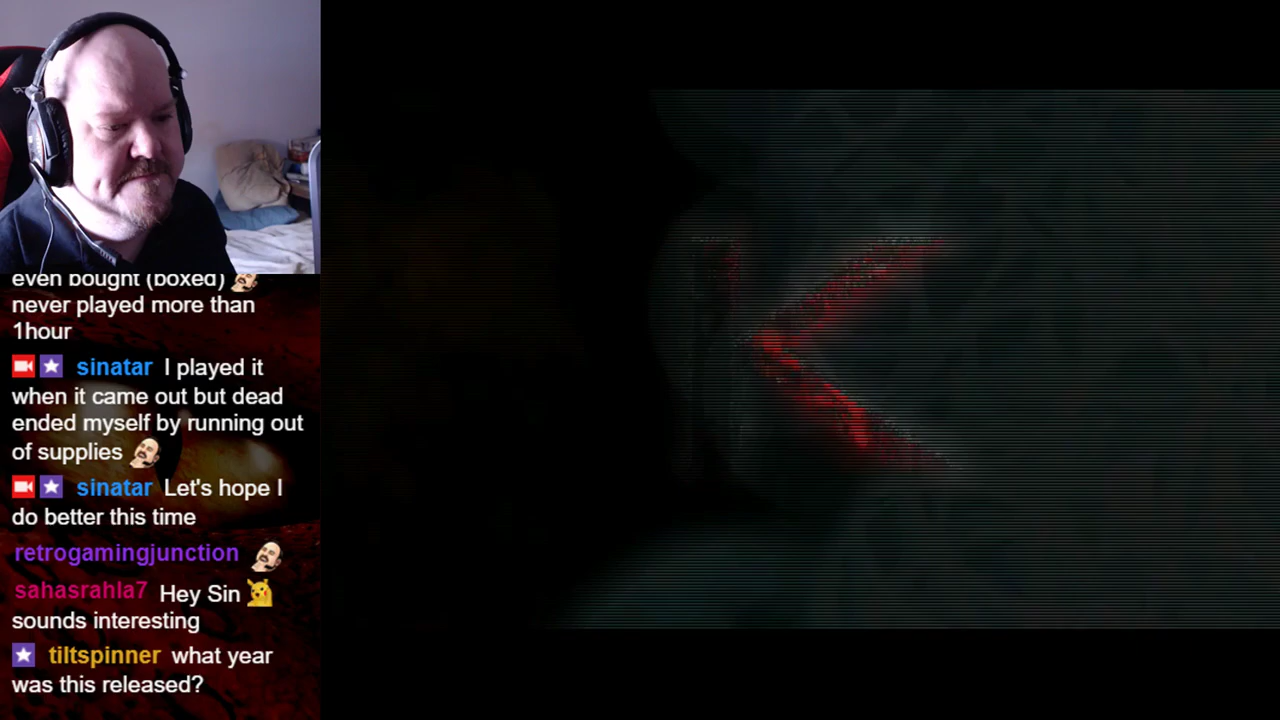 even bought (boxed)
never played more than
1hour
sinatar I played it
when it came out but dead
ended myself by running out
of supplies
sinatar Let's hope I
do better this time
retrogamingjunction
sahasrahla7 Hey Sin
sounds interesting
tiltspinner what year
was this released?